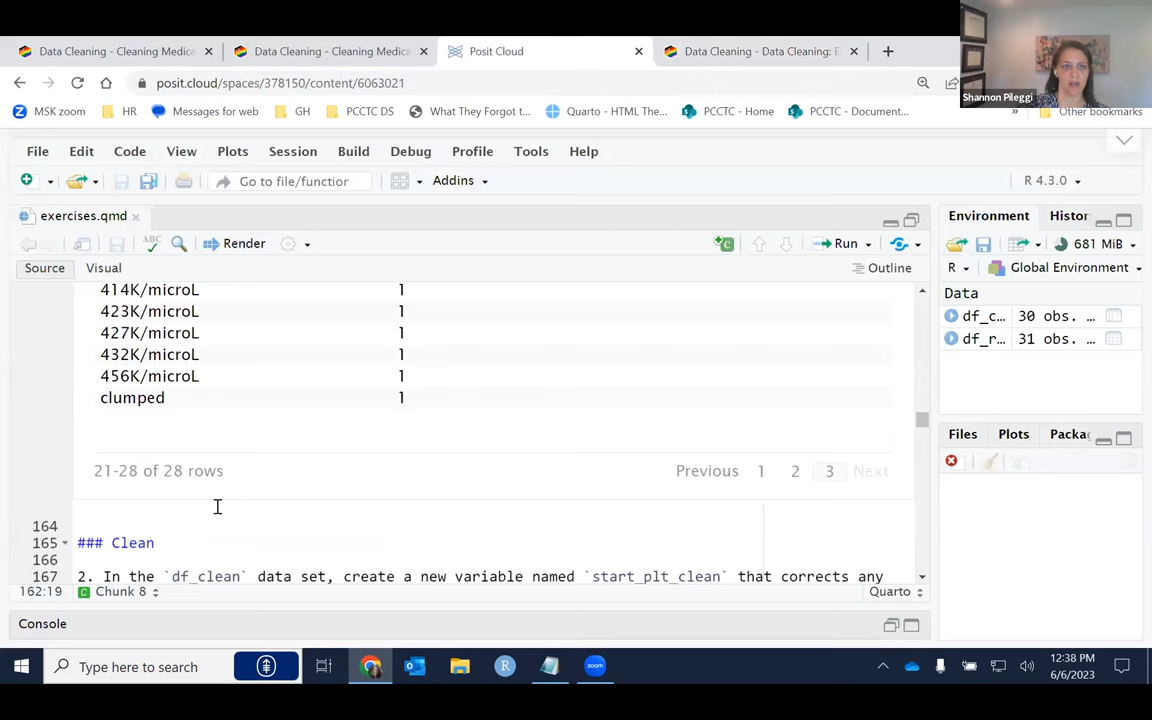 Data Cleaning - Cleaning Medica
Data Cleaning - Cleaning Medica
Posit Cloud
Data Cleaning - Data Cleaning: E
posit.cloud/spaces/378150/content/6063021
Shannon Pileggi
MSK zoom
HR
Messages for web
GH
PCCTC DS
What They Forgot t...
Quarto - HTML The...
PCCTC - Home
PCCTC - Document...
»
Other bookmarks
File Edit Code View Plots Session Build Debug Profile Tools Help
Go to file/function
Addins
R 4.3.0
exercises.qmd
ABC
Render
Run
Source Visual
Outline
414K/microL 1
423K/microL 1
427K/microL 1
432K/microL 1
456K/microL 1
clumped 1
21-28 of 28 rows
Previous 1 2 3 Next
164
165 ### Clean
166
167 2. In the `df_clean` data set, create a new variable named `start_plt_clean` that corrects any
162:19 Chunk 8
Quarto
Console
Environment Histor
681 MiB
R Global Environment
Data
df_c... 30 obs. ...
df_r... 31 obs. ...
Files Plots Packa
Type here to search
R
zoom
12:38 PM
6/6/2023